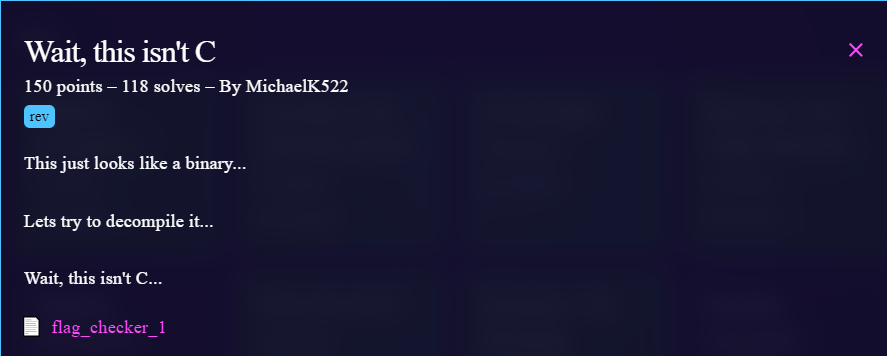 Wait, this isn't C
150 points – 118 solves – By MichaelK522
rev
This just looks like a binary...
Lets try to decompile it...
Wait, this isn't C...
flag_checker_1